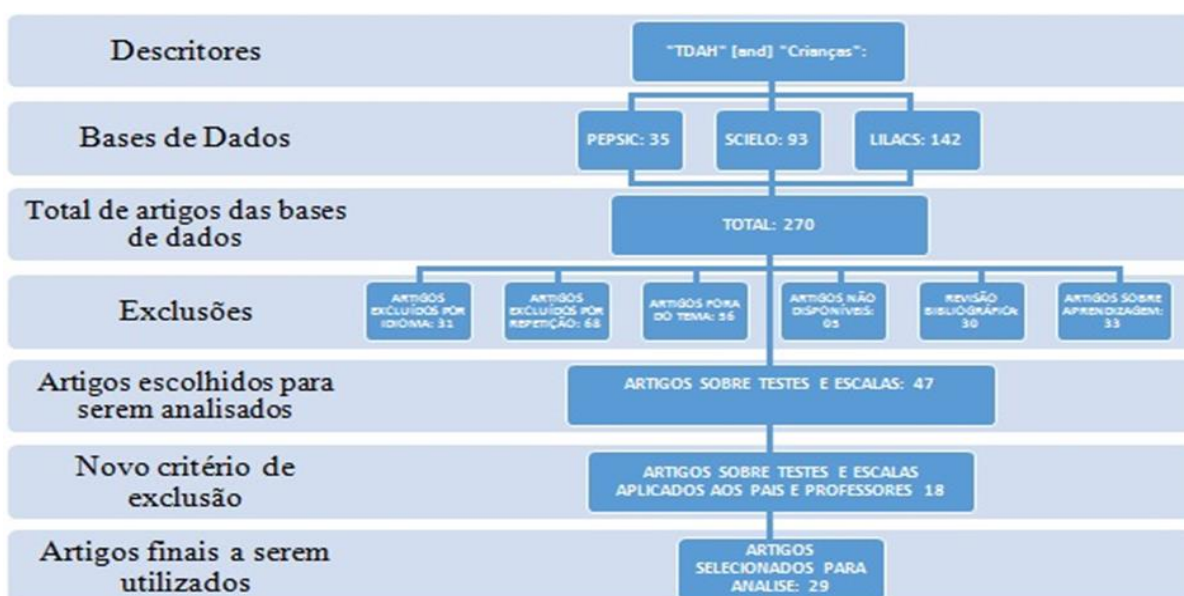 Descritores
"TDAH" [and] "Crianças":
Bases de Dados
PEPSIC: 35
SCIELO: 93
LILACS: 142
Total de artigos das bases
de dados
TOTAL: 270
Exclusões
ARTIGOS
EXCLUÍDOS POR
IDIOMA: 31
ARTIGOS
EXCLUÍDOS POR
REPETIÇÃO: 68
ARTIGOS FORA
DO TEMA: 56
ARTIGOS NÃO
DISPONÍVEIS:
05
REVISÃO
BIBLIOGRÁFICA:
30
ARTIGOS SOBRE
APRENDIZAGEM:
33
Artigos escolhidos para
serem analisados
ARTIGOS SOBRE TESTES E ESCALAS: 47
Novo critério de
exclusão
ARTIGOS SOBRE TESTES E ESCALAS
APLICADOS AOS PAIS E PROFESSORES 18
Artigos finais a serem
utilizados
ARTIGOS
SELECIONADOS PARA
ANALISE: 29